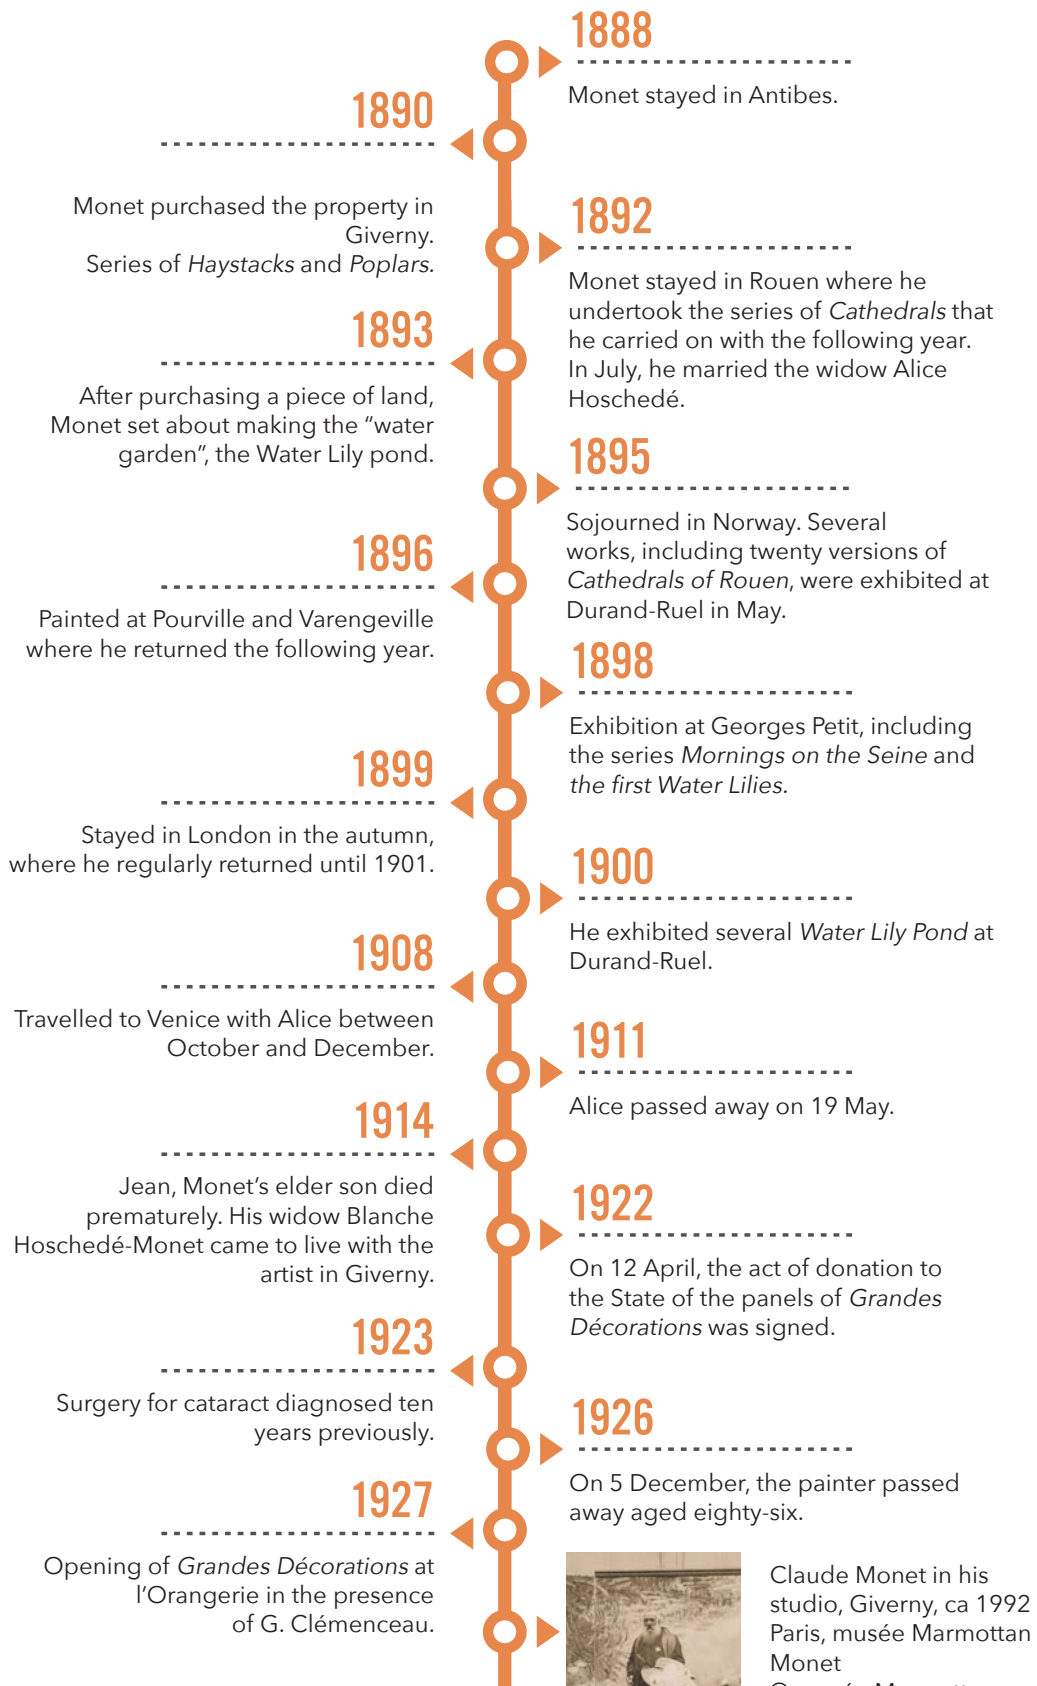 1888
Monet stayed in Antibes.
1890
Monet purchased the property in
Giverny.
Series of Haystacks and Poplars.
1892
Monet stayed in Rouen where he
undertook the series of Cathedrals that
he carried on with the following year.
In July, he married the widow Alice
Hoschedé.
1893
After purchasing a piece of land,
Monet set about making the “water
garden”, the Water Lily pond.
1895
Sojourned in Norway. Several
works, including twenty versions of
Cathedrals of Rouen, were exhibited at
Durand-Ruel in May.
1896
Painted at Pourville and Varengeville
where he returned the following year.
1898
Exhibition at Georges Petit, including
the series Mornings on the Seine and
the first Water Lilies.
1899
Stayed in London in the autumn,
where he regularly returned until 1901.
1900
He exhibited several Water Lily Pond at
Durand-Ruel.
1908
Travelled to Venice with Alice between
October and December.
1911
Alice passed away on 19 May.
1914
Jean, Monet’s elder son died
prematurely. His widow Blanche
Hoschedé-Monet came to live with the
artist in Giverny.
1922
On 12 April, the act of donation to
the State of the panels of Grandes
Décorations was signed.
1923
Surgery for cataract diagnosed ten
years previously.
1926
On 5 December, the painter passed
away aged eighty-six.
1927
Opening of Grandes Décorations at
l’Orangerie in the presence
of G. Clémenceau.
Claude Monet in his
studio, Giverny, ca 1992
Paris, musée Marmottan
Monet